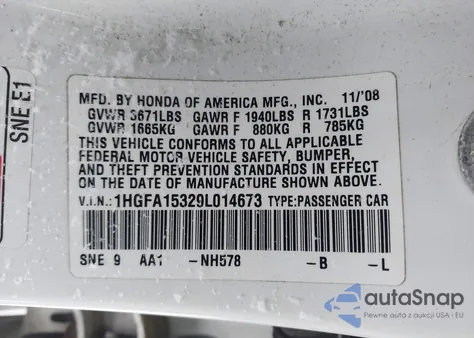 SNE E1
MFD. BY HONDA OF AMERICA MFG., INC. 11/'08
GVWR 3671LBS GAWR F 1940LBS R 1731LBS
GVWR 1665KG GAWR F 880KG R 785KG
THIS VEHICLE CONFORMS TO ALL APPLICABLE
FEDERAL MOTOR VEHICLE SAFETY, BUMPER,
AND THEFT PREVENTION STANDARDS IN EFFECT
ON THE DATE OF MANUFACTURE SHOWN ABOVE.
V.I.N.: 1HGFA15329L014673 TYPE:PASSENGER CAR
SNE 9 AA1 -NH578 -B -L
autoSnap
Pewne auta z aukcji USA i EU